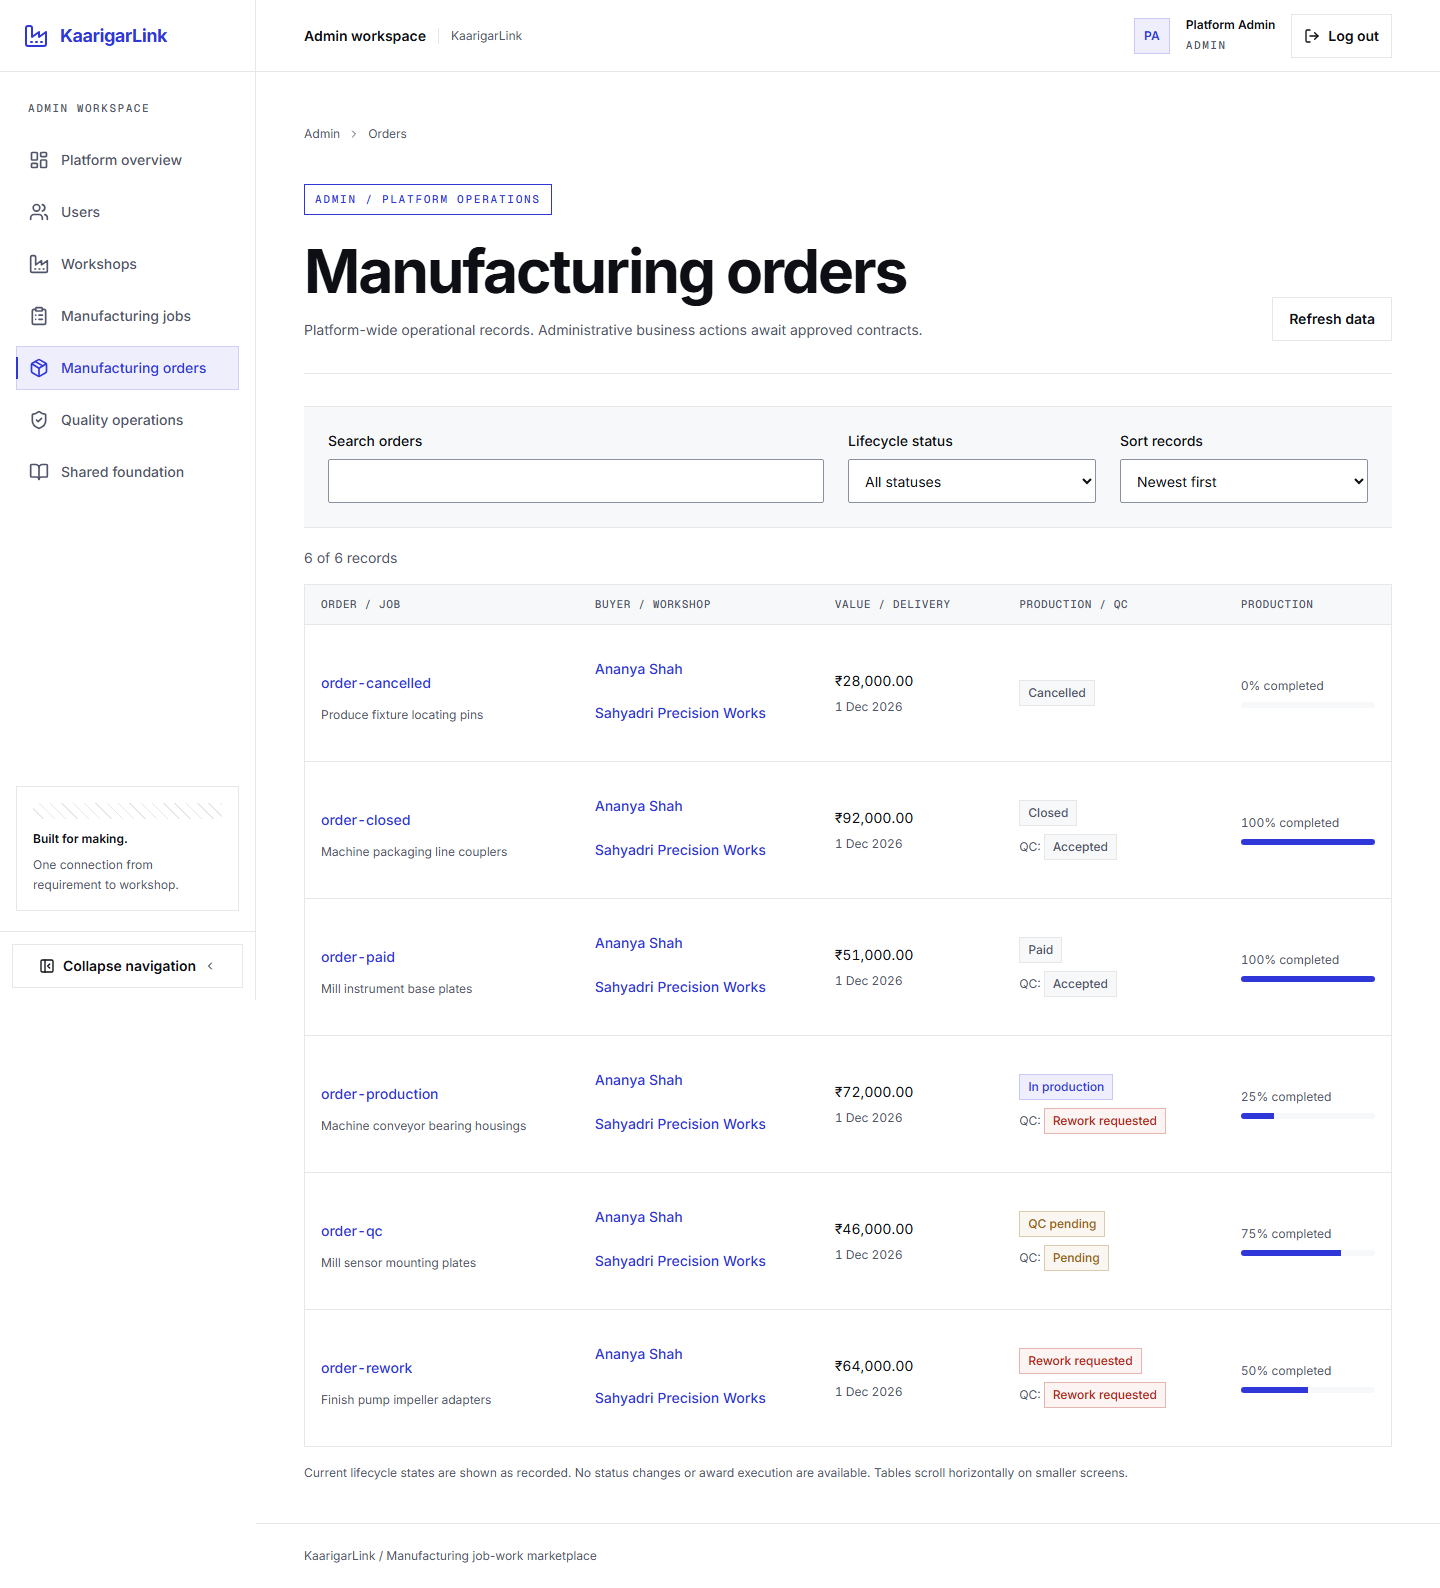 KaarigarLink
Admin workspace
KaarigarLink
PA
Platform Admin
ADMIN
Log out
ADMIN WORKSPACE
Platform overview
Users
Workshops
Manufacturing jobs
Manufacturing orders
Quality operations
Shared foundation
Built for making.
One connection from
requirement to workshop.
Collapse navigation
Admin > Orders
ADMIN / PLATFORM OPERATIONS
Manufacturing orders
Platform-wide operational records. Administrative business actions await approved contracts.
Refresh data
Search orders
Lifecycle status
All statuses
Sort records
Newest first
6 of 6 records
ORDER / JOB
BUYER / WORKSHOP
VALUE / DELIVERY
PRODUCTION / QC
PRODUCTION
order-cancelled
Produce fixture locating pins
Ananya Shah
Sahyadri Precision Works
₹28,000.00
1 Dec 2026
Cancelled
0% completed
order-closed
Machine packaging line couplers
Ananya Shah
Sahyadri Precision Works
₹92,000.00
1 Dec 2026
Closed
QC: Accepted
100% completed
order-paid
Mill instrument base plates
Ananya Shah
Sahyadri Precision Works
₹51,000.00
1 Dec 2026
Paid
QC: Accepted
100% completed
order-production
Machine conveyor bearing housings
Ananya Shah
Sahyadri Precision Works
₹72,000.00
1 Dec 2026
In production
QC: Rework requested
25% completed
order-qc
Mill sensor mounting plates
Ananya Shah
Sahyadri Precision Works
₹46,000.00
1 Dec 2026
QC pending
QC: Pending
75% completed
order-rework
Finish pump impeller adapters
Ananya Shah
Sahyadri Precision Works
₹64,000.00
1 Dec 2026
Rework requested
QC: Rework requested
50% completed
Current lifecycle states are shown as recorded. No status changes or award execution are available. Tables scroll horizontally on smaller screens.
KaarigarLink / Manufacturing job-work marketplace